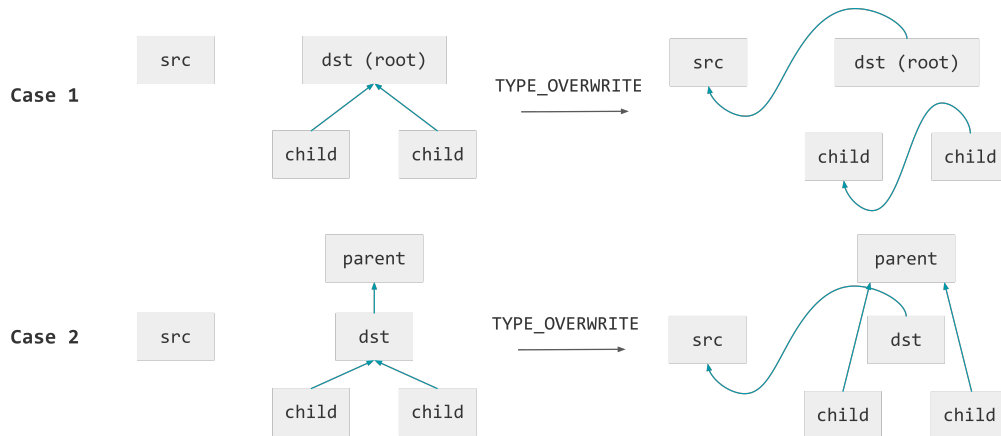 Case 1
src
dst (root)
child
child
TYPE_OVERWRITE
src
dst (root)
child
child
Case 2
parent
src
dst
child
child
TYPE_OVERWRITE
parent
src
dst
child
child